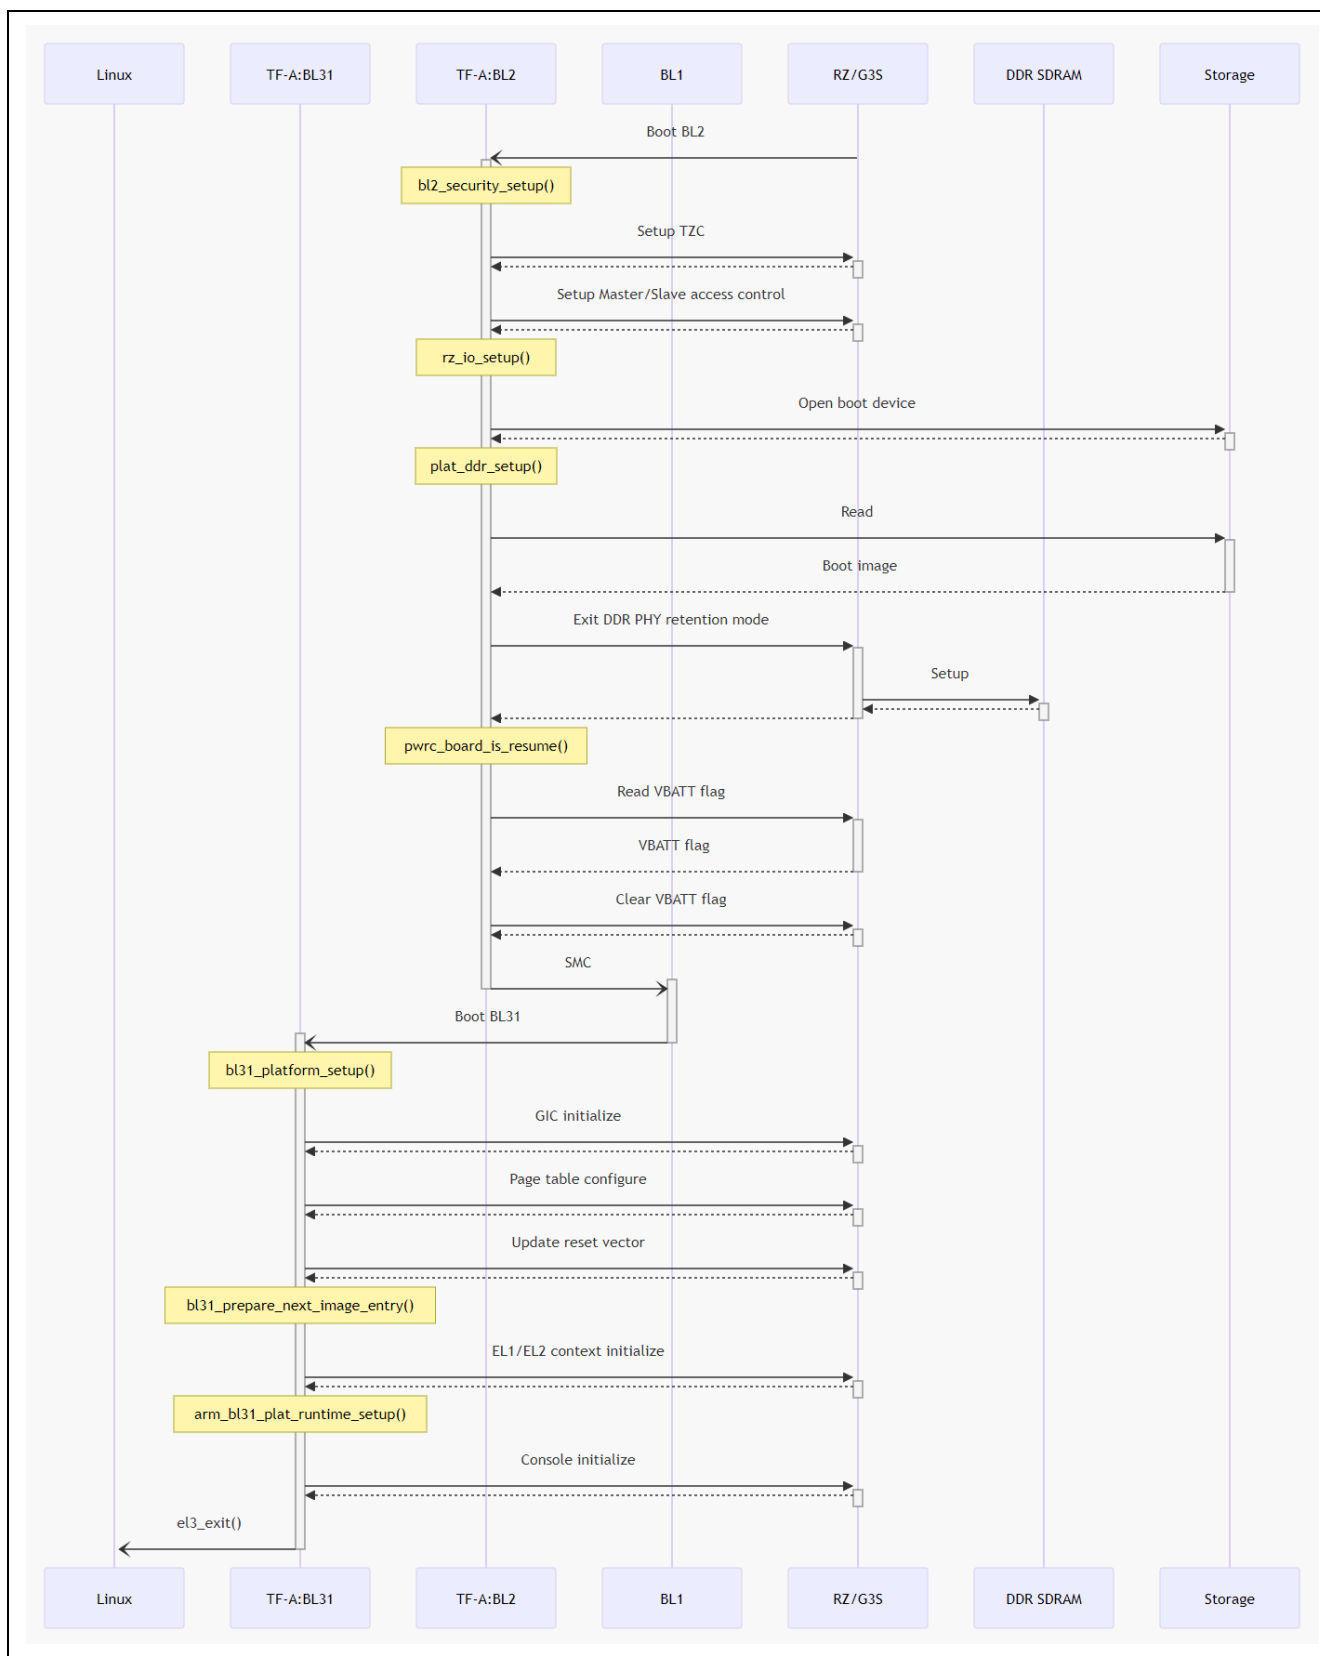 Linux
TF-A:BL31
TF-A:BL2
BL1
RZ/G3S
DDR SDRAM
Storage
Boot BL2
bl2_security_setup()
Setup TZC
Setup Master/Slave access control
rz_io_setup()
Open boot device
plat_ddr_setup()
Read
Boot image
Exit DDR PHY retention mode
Setup
pwrc_board_is_resume()
Read VBATT flag
VBATT flag
Clear VBATT flag
SMC
Boot BL31
bl31_platform_setup()
GIC initialize
Page table configure
Update reset vector
bl31_prepare_next_image_entry()
EL1/EL2 context initialize
arm_bl31_plat_runtime_setup()
Console initialize
el3_exit()
Linux
TF-A:BL31
TF-A:BL2
BL1
RZ/G3S
DDR SDRAM
Storage